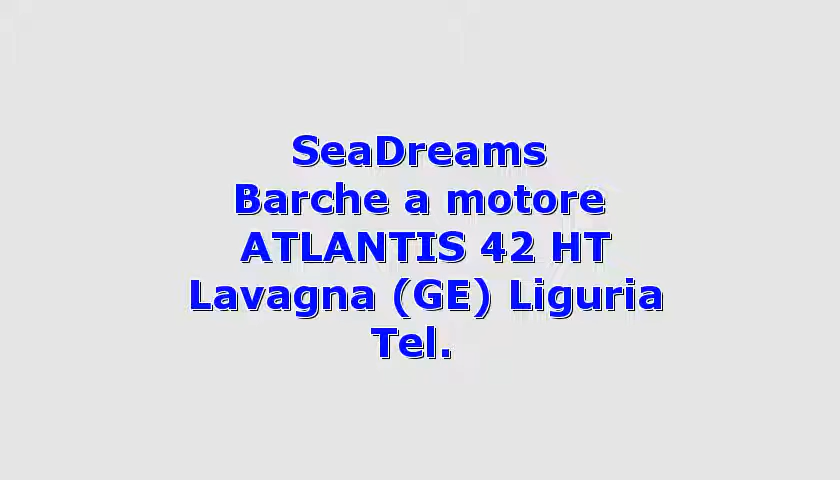 SeaDreams
Barche a motore
ATLANTIS 42 HT
Lavagna (GE) Liguria
Tel.